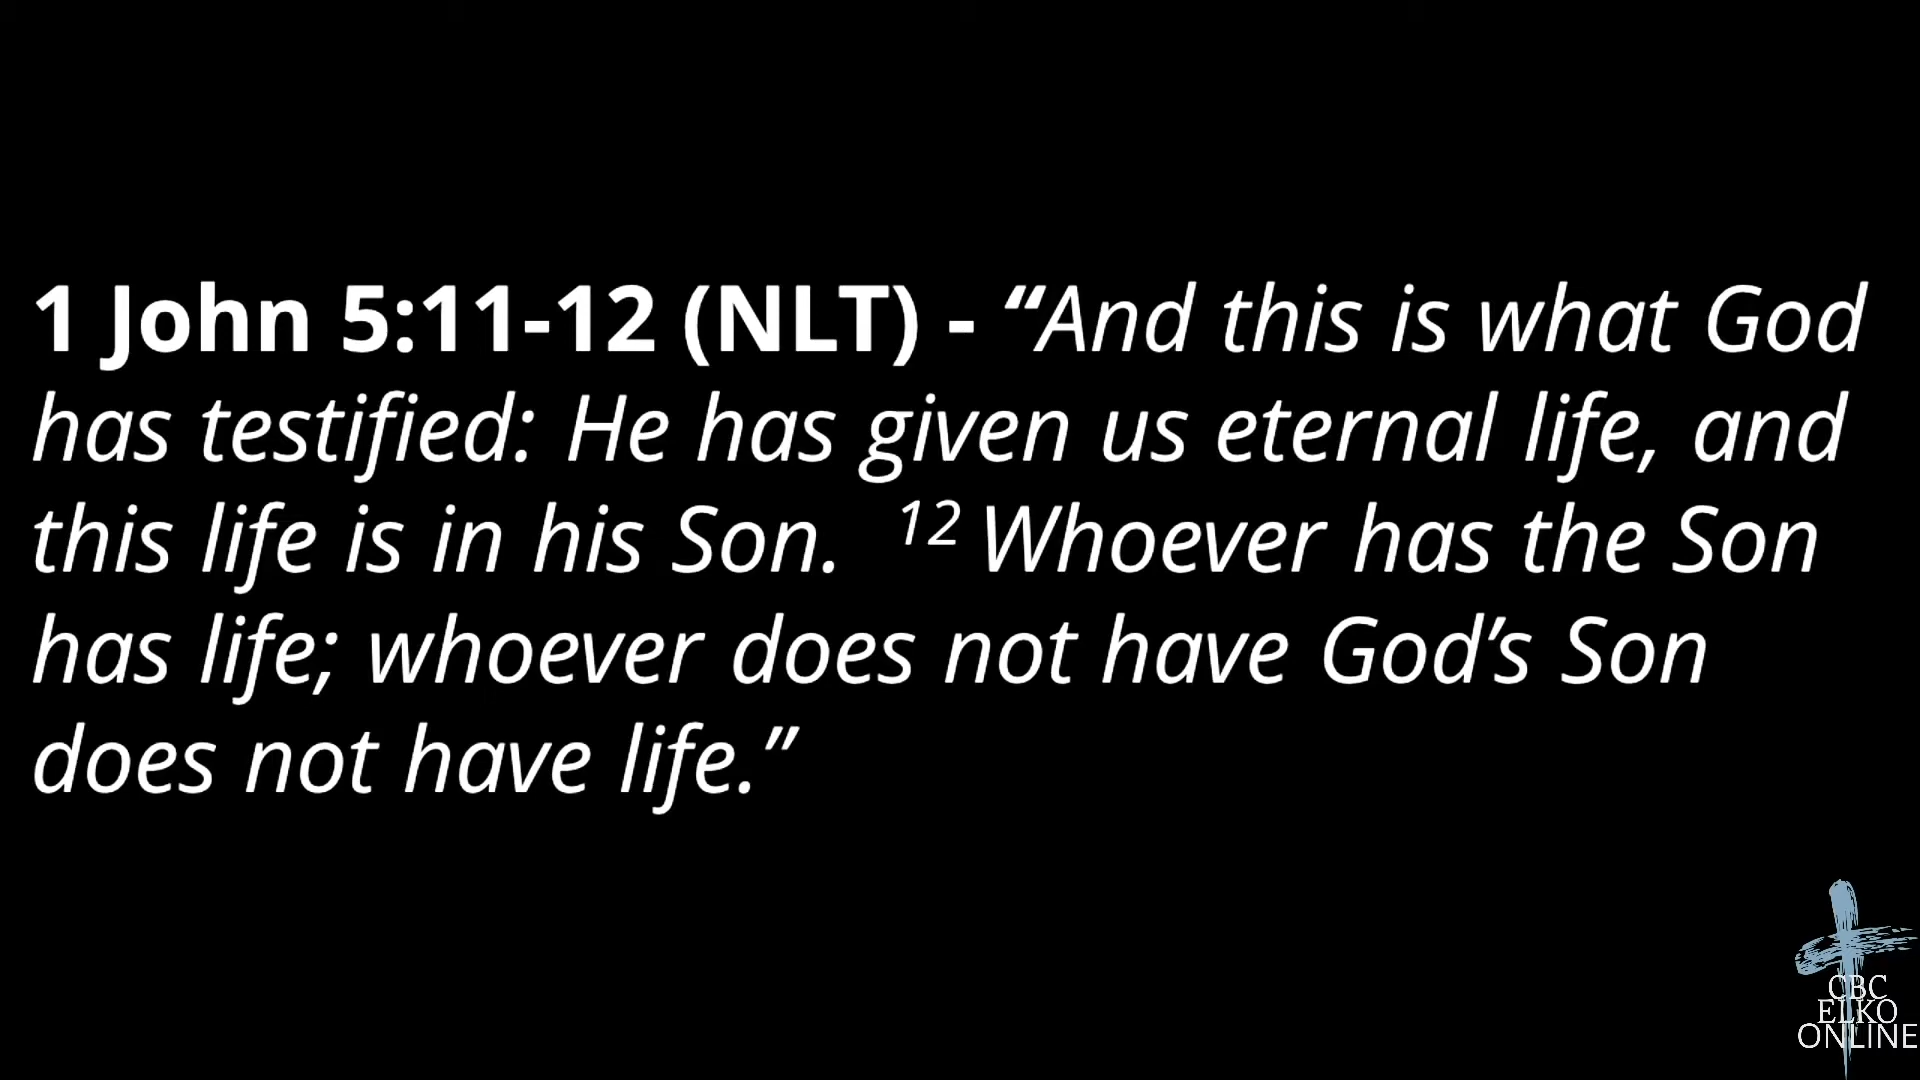 1 John 5:11-12 (NLT) - “And this is what God
has testified: He has given us eternal life, and
this life is in his Son. 12 Whoever has the Son
has life; whoever does not have God’s Son
does not have life.”
CBC
ELKO
ONLINE